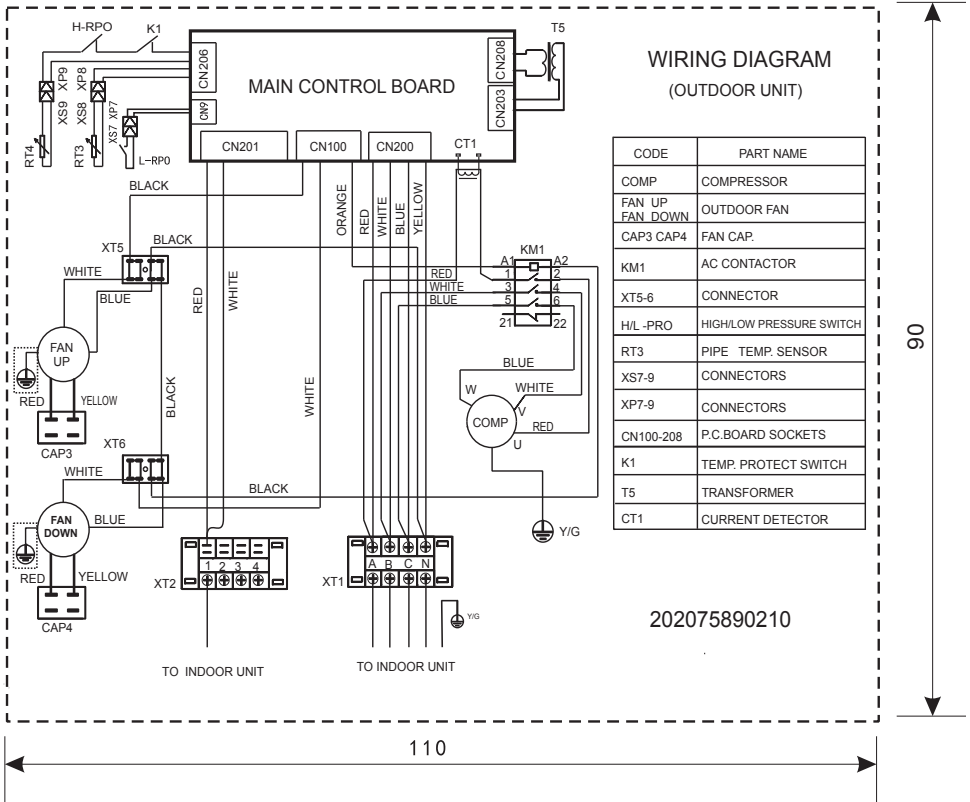 H-RPO K1
CN206
CN9
MAIN CONTROL BOARD
CN208
CN203
T5
XP9
XS9
XP8
XS8
XP7
XS7
RT4
RT3
L-RP0
CN201
CN100
CN200
CT1
BLACK
ORANGE
RED
WHITE
BLUE
YELLOW
XT5
BLACK
WHITE
BLUE
RED
WHITE
KM1
A1 A2
RED 1 2
WHITE 3 4
BLUE 5 6
21 22
FAN
UP
RED
YELLOW
CAP3
BLACK
WHITE
BLUE
W
WHITE
COMP
V
RED
U
XT6
WHITE
BLACK
FAN
DOWN
BLUE
RED
YELLOW
CAP4
Y/G
XT2
1 2 3 4
XT1
A B C N
Y/G
TO INDOOR UNIT
TO INDOOR UNIT
WIRING DIAGRAM
(OUTDOOR UNIT)
CODE PART NAME
COMP COMPRESSOR
FAN UP
FAN DOWN OUTDOOR FAN
CAP3 CAP4 FAN CAP.
KM1 AC CONTACTOR
XT5-6 CONNECTOR
H/L -PRO HIGH/LOW PRESSURE SWITCH
RT3 PIPE TEMP. SENSOR
XS7-9 CONNECTORS
XP7-9 CONNECTORS
CN100-208 P.C.BOARD SOCKETS
K1 TEMP. PROTECT SWITCH
T5 TRANSFORMER
CT1 CURRENT DETECTOR
202075890210
90
110